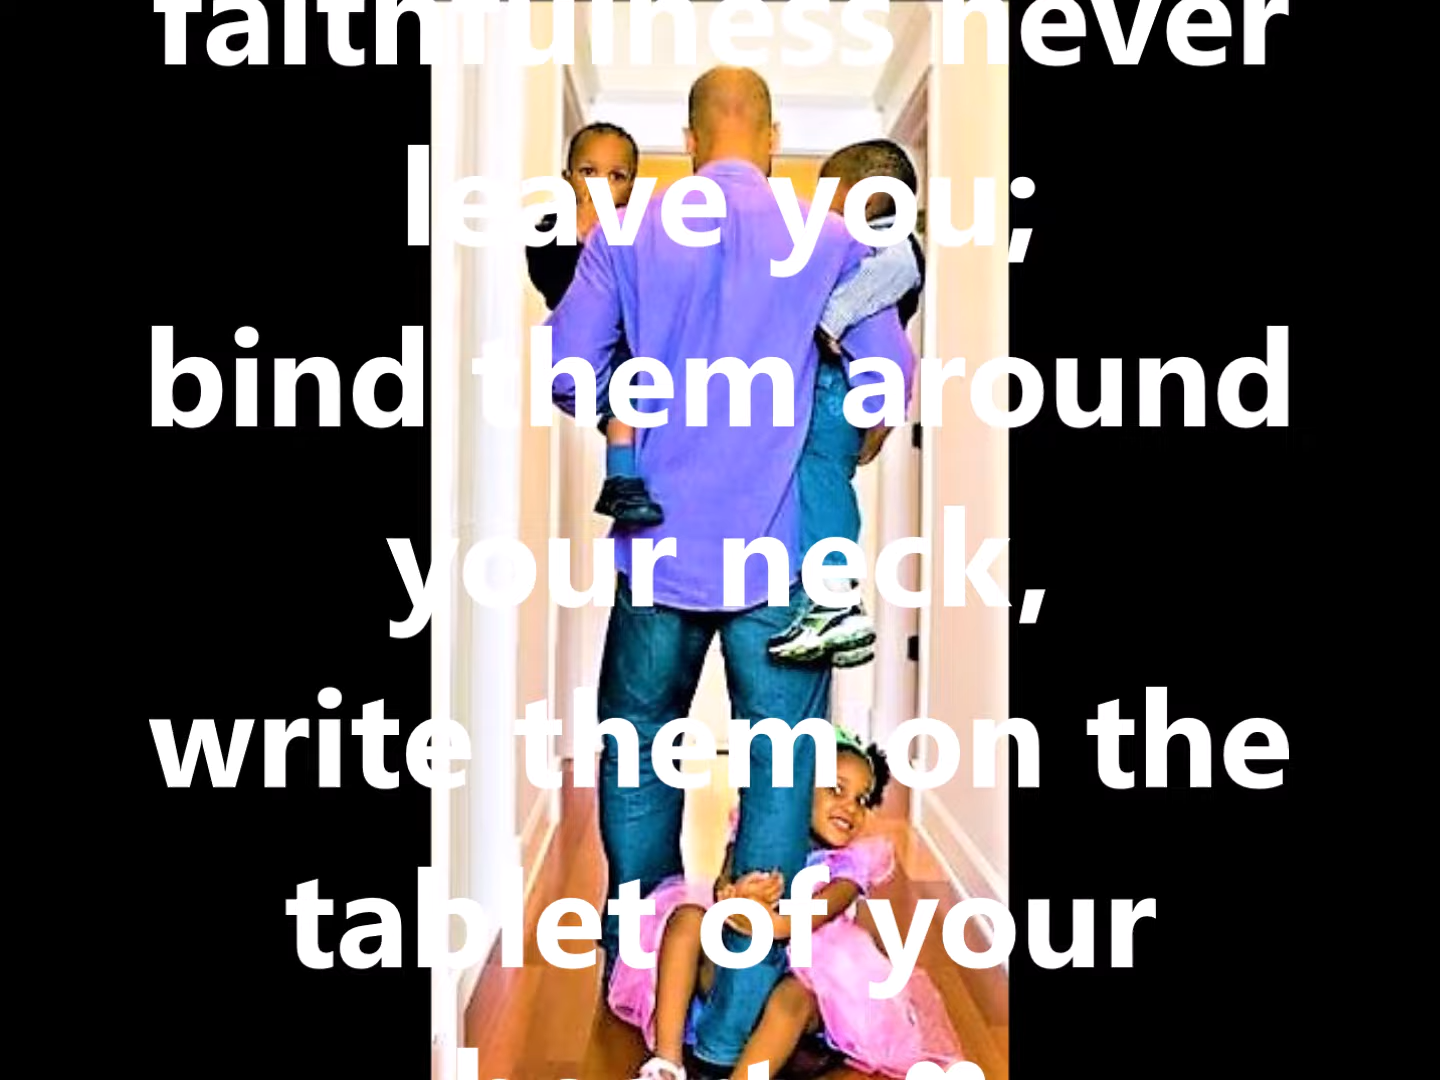 faithfulness never
leave you;
bind them around
your neck,
write them on the
tablet of your